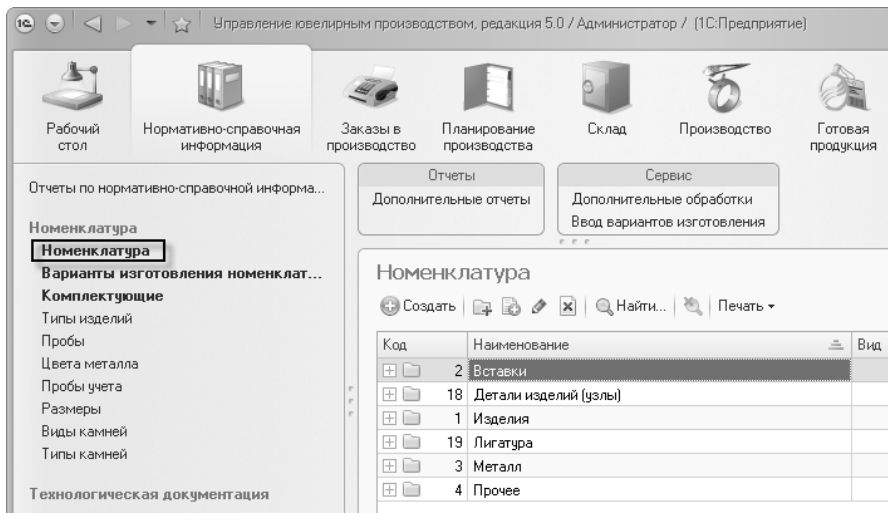 1С Управление ювелирным производством, редакция 5.0 / Администратор / (1С:Предприятие)
Рабочий стол
Нормативно-справочная информация
Заказы в производство
Планирование производства
Склад
Производство
Готовая продукция
Отчеты по нормативно-справочной информа...
Номенклатура
Номенклатура
Варианты изготовления номенклат...
Комплектующие
Типы изделий
Пробы
Цвета металла
Пробы учета
Размеры
Виды камней
Типы камней
Технологическая документация
Отчеты
Дополнительные отчеты
Сервис
Дополнительные обработки
Ввод вариантов изготовления
Номенклатура
Создать Найти... Печать
Код Наименование Вид
2 Вставки
18 Детали изделий (узлы)
1 Изделия
19 Лигатура
3 Металл
4 Прочее